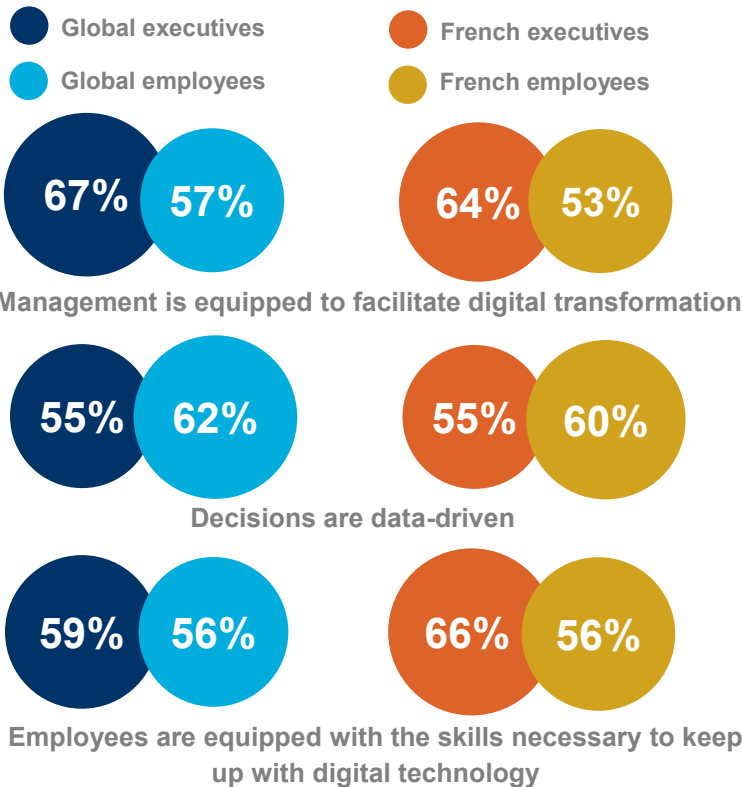 Global executives
French executives
Global employees
French employees
67% 57% 64% 53%
Management is equipped to facilitate digital transformation
55% 62% 55% 60%
Decisions are data-driven
59% 56% 66% 56%
Employees are equipped with the skills necessary to keep
up with digital technology